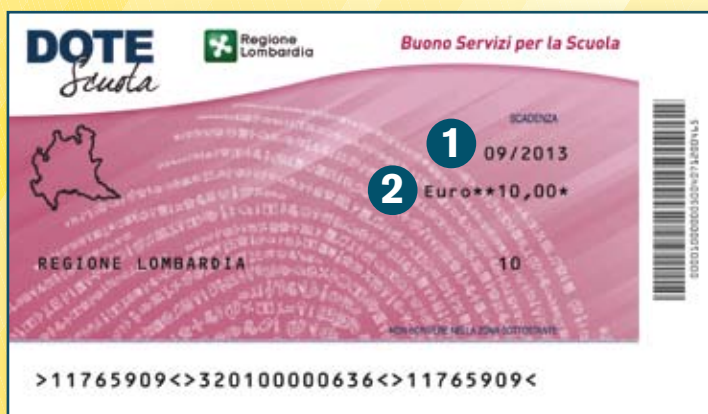 DOTE
Scuola
Regione
Lombardia
Buono Servizi per la Scuola
SCADENZA
1
09/2013
2
Euro**10,00*
REGIONE LOMBARDIA
10
NON SCRIVERE NELLA ZONA SOTTOSTANTE
>11765909<>320100000636<>11765909<